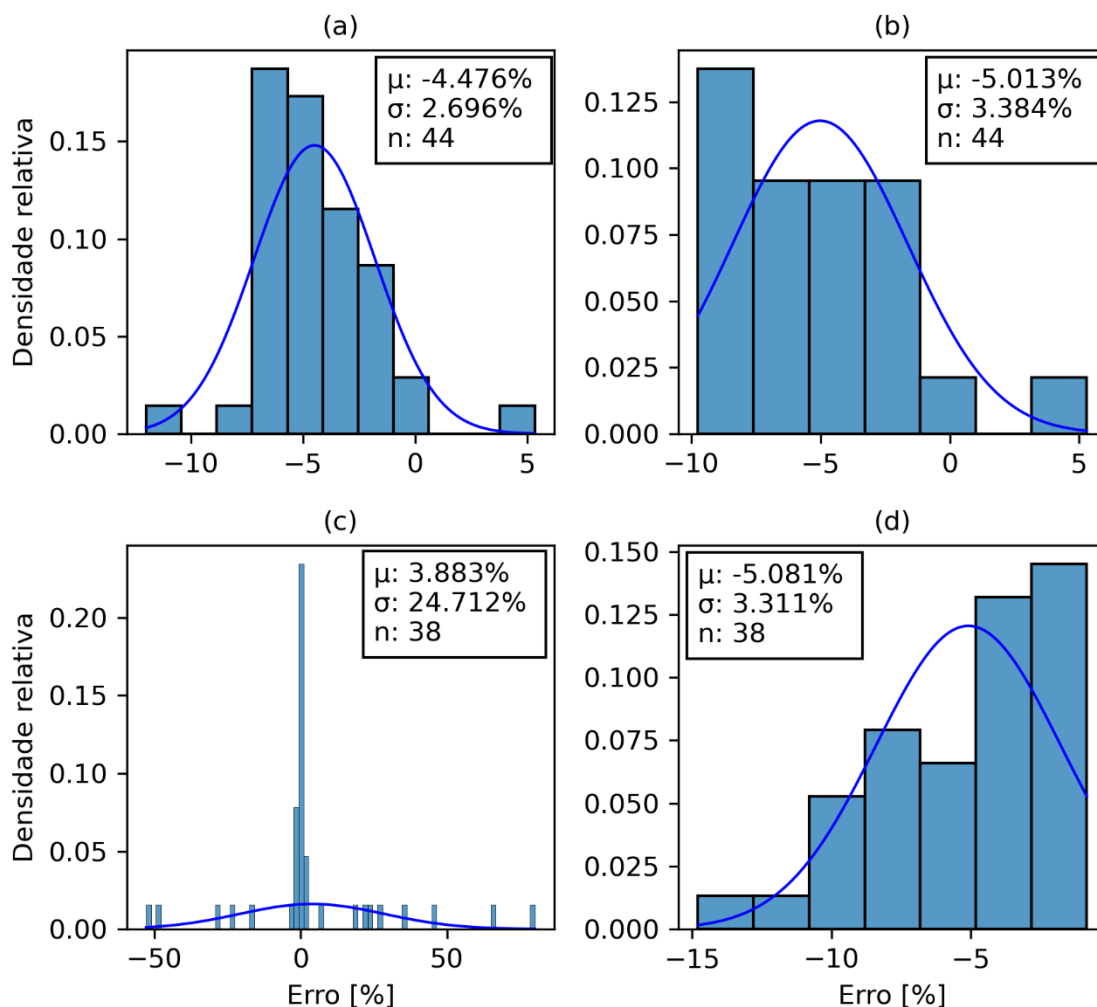 (a)
μ: -4.476%
σ: 2.696%
n: 44
Densidade relativa
0.15
0.10
0.05
0.00
−10
−5
0
5
(b)
μ: -5.013%
σ: 3.384%
n: 44
0.125
0.100
0.075
0.050
0.025
0.000
−10
−5
0
5
(c)
μ: 3.883%
σ: 24.712%
n: 38
Densidade relativa
0.20
0.15
0.10
0.05
0.00
−50
0
50
Erro [%]
(d)
μ: -5.081%
σ: 3.311%
n: 38
0.150
0.125
0.100
0.075
0.050
0.025
0.000
−15
−10
−5
Erro [%]